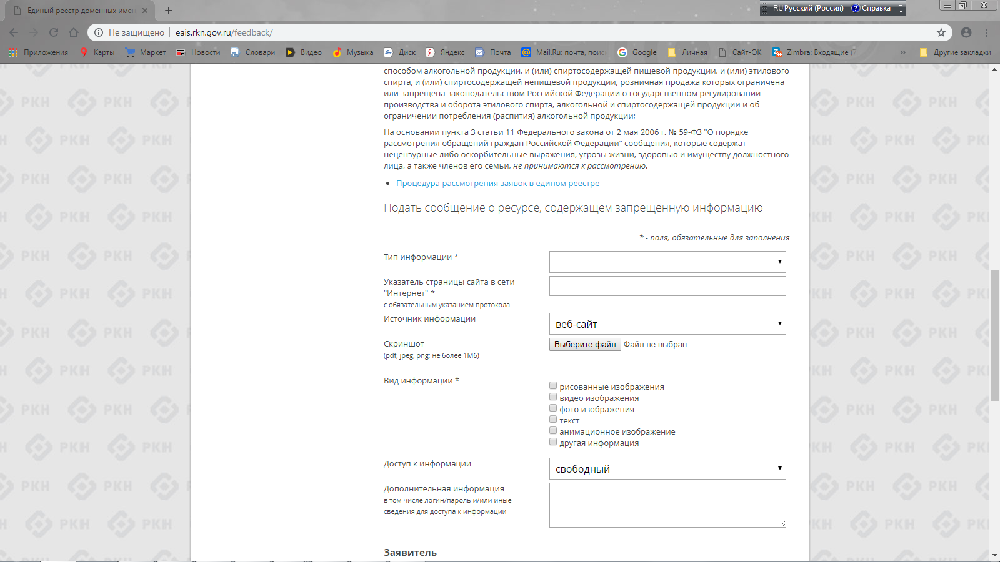 Единый реестр доменных имен
RU Русский (Россия) Справка
Не защищено eais.rkn.gov.ru/feedback/
Приложения Карты Маркет Новости Словари Видео Музыка Диск Яндекс Почта Mail.Ru: почта, поис Google Личная Сайт-ОК Zimbra: Входящие (7 » Другие закладки
способом алкогольной продукции, и (или) спиртосодержащей пищевой продукции, и (или) этилового
спирта, и (или) спиртосодержащей непищевой продукции, розничная продажа которых ограничена
или запрещена законодательством Российской Федерации о государственном регулировании
производства и оборота этилового спирта, алкогольной и спиртосодержащей продукции и об
ограничении потребления (распития) алкогольной продукции;
На основании пункта 3 статьи 11 Федерального закона от 2 мая 2006 г. № 59-ФЗ "О порядке
рассмотрения обращений граждан Российской Федерации" сообщения, которые содержат
нецензурные либо оскорбительные выражения, угрозы жизни, здоровью и имуществу должностного
лица, а также членов его семьи, не принимаются к рассмотрению.
Процедура рассмотрения заявок в едином реестре
Подать сообщение о ресурсе, содержащем запрещенную информацию
* - поля, обязательные для заполнения
Тип информации *
Указатель страницы сайта в сети
"Интернет" *
с обязательным указанием протокола
Источник информации веб-сайт
Скриншот Выберите файл Файл не выбран
(pdf, jpeg, png; не более 1Мб)
Вид информации *
рисованные изображения
видео изображения
фото изображения
текст
анимационное изображение
другая информация
Доступ к информации свободный
Дополнительная информация
в том числе логин/пароль и/или иные
сведения для доступа к информации
Заявитель
РКН